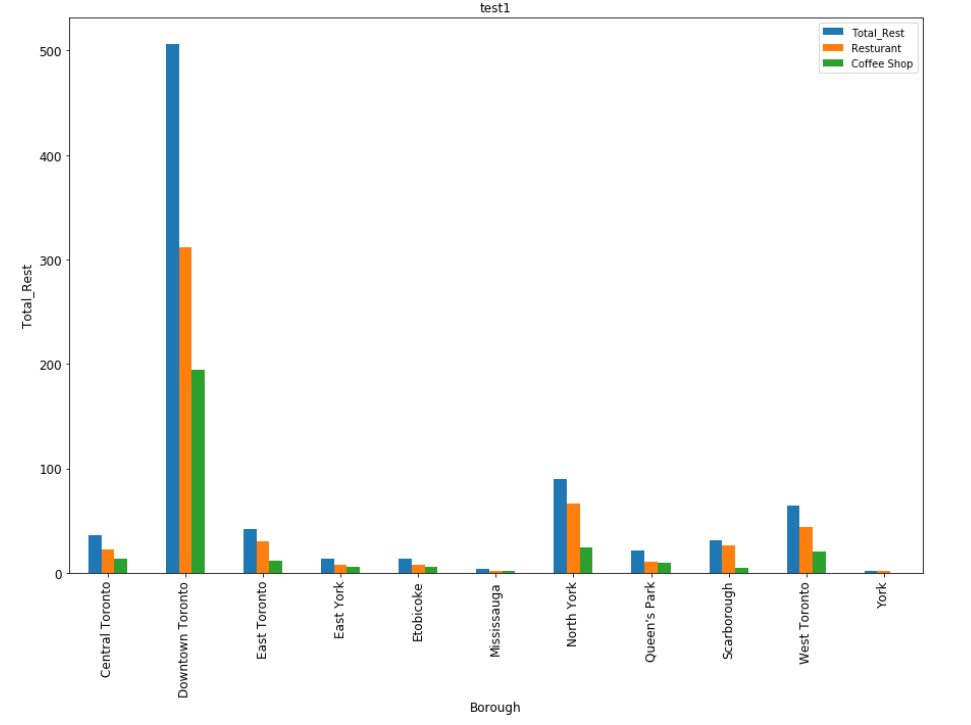 test1
Total_Rest
Resturant
Coffee Shop
500
400
300
200
100
0
Total_Rest
Central Toronto
Downtown Toronto
East Toronto
East York
Etobicoke
Mississauga
North York
Queen's Park
Scarborough
West Toronto
York
Borough